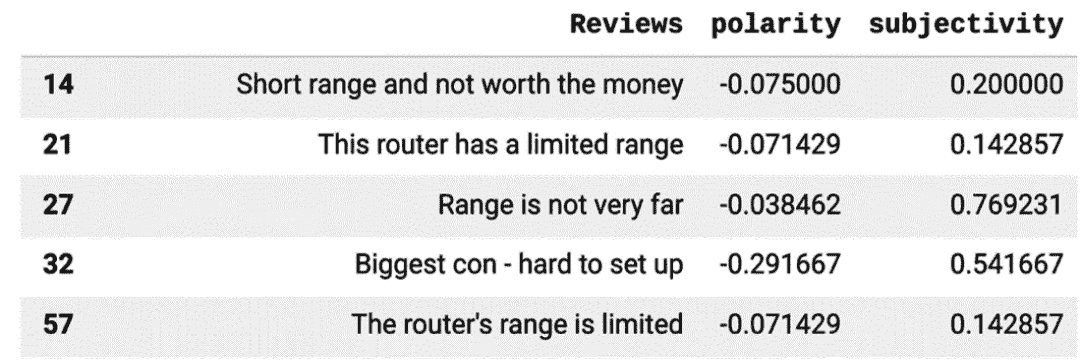 Reviews polarity subjectivity
14 Short range and not worth the money -0.075000 0.200000
21 This router has a limited range -0.071429 0.142857
27 Range is not very far -0.038462 0.769231
32 Biggest con - hard to set up -0.291667 0.541667
57 The router's range is limited -0.071429 0.142857